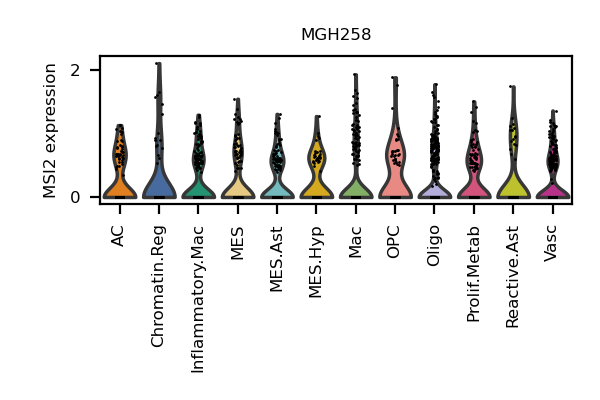 MGH258
MSI2 expression
2
0
AC
Chromatin.Reg
Inflammatory.Mac
MES
MES.Ast
MES.Hyp
Mac
OPC
Oligo
Prolif.Metab
Reactive.Ast
Vasc